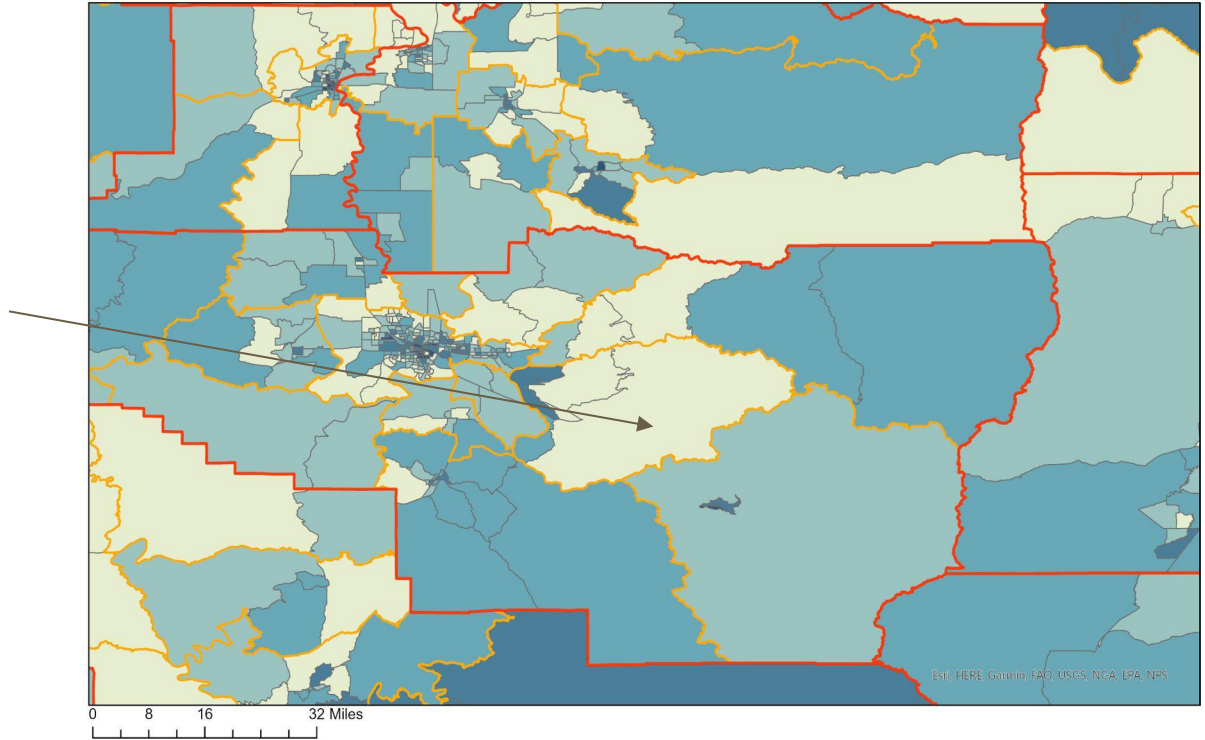 Esri, HERE, Garmin, FAO, USGS, NGA, EPA, NPS
0 8 16 32 Miles